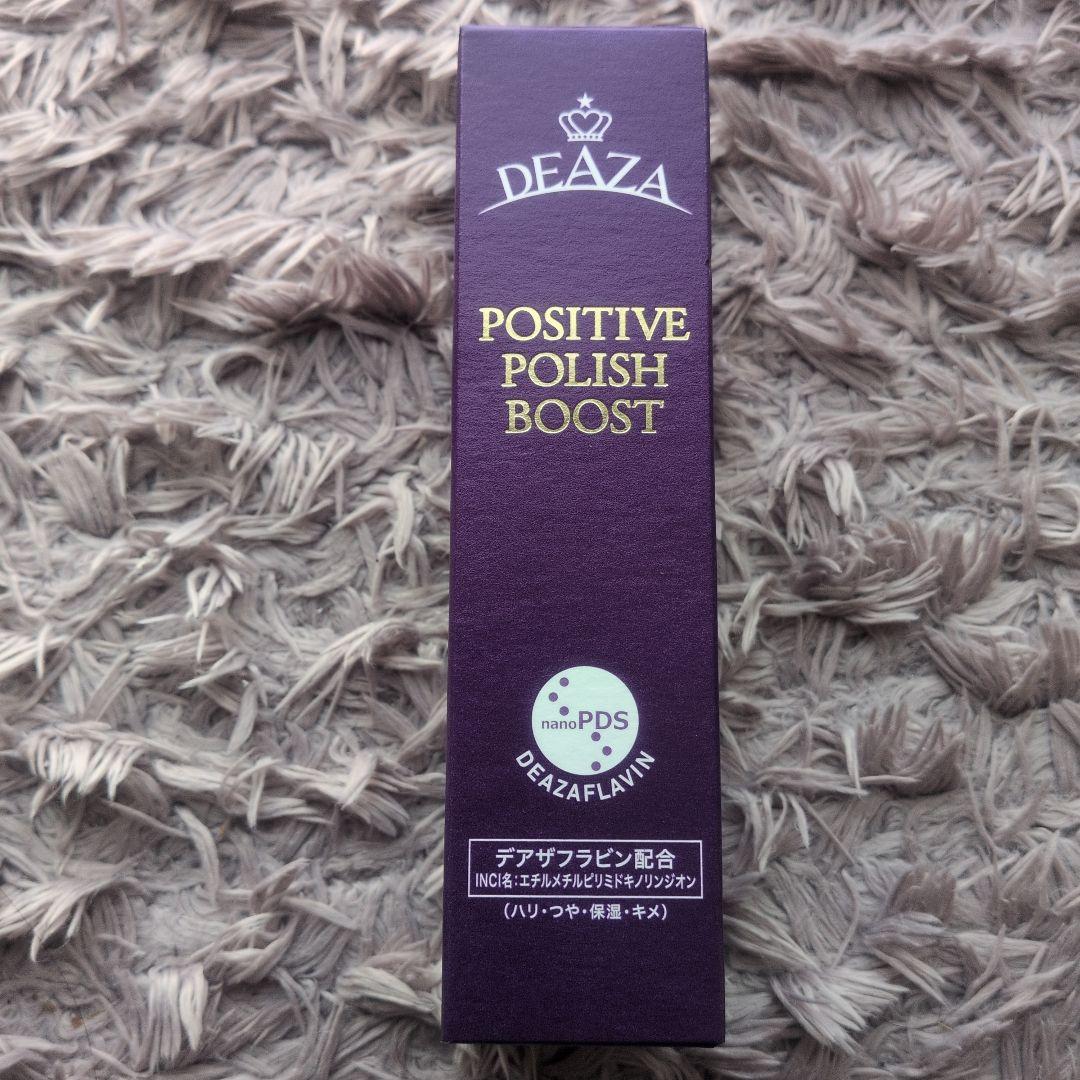 DEAZA
POSITIVE
POLISH
BOOST
nanoPDS
DEAZAFLAVIN
デアザフラビン配合
INCI名:エチルメチルピリミドキノリンジオン
(ハリ・つや・保湿・キメ)